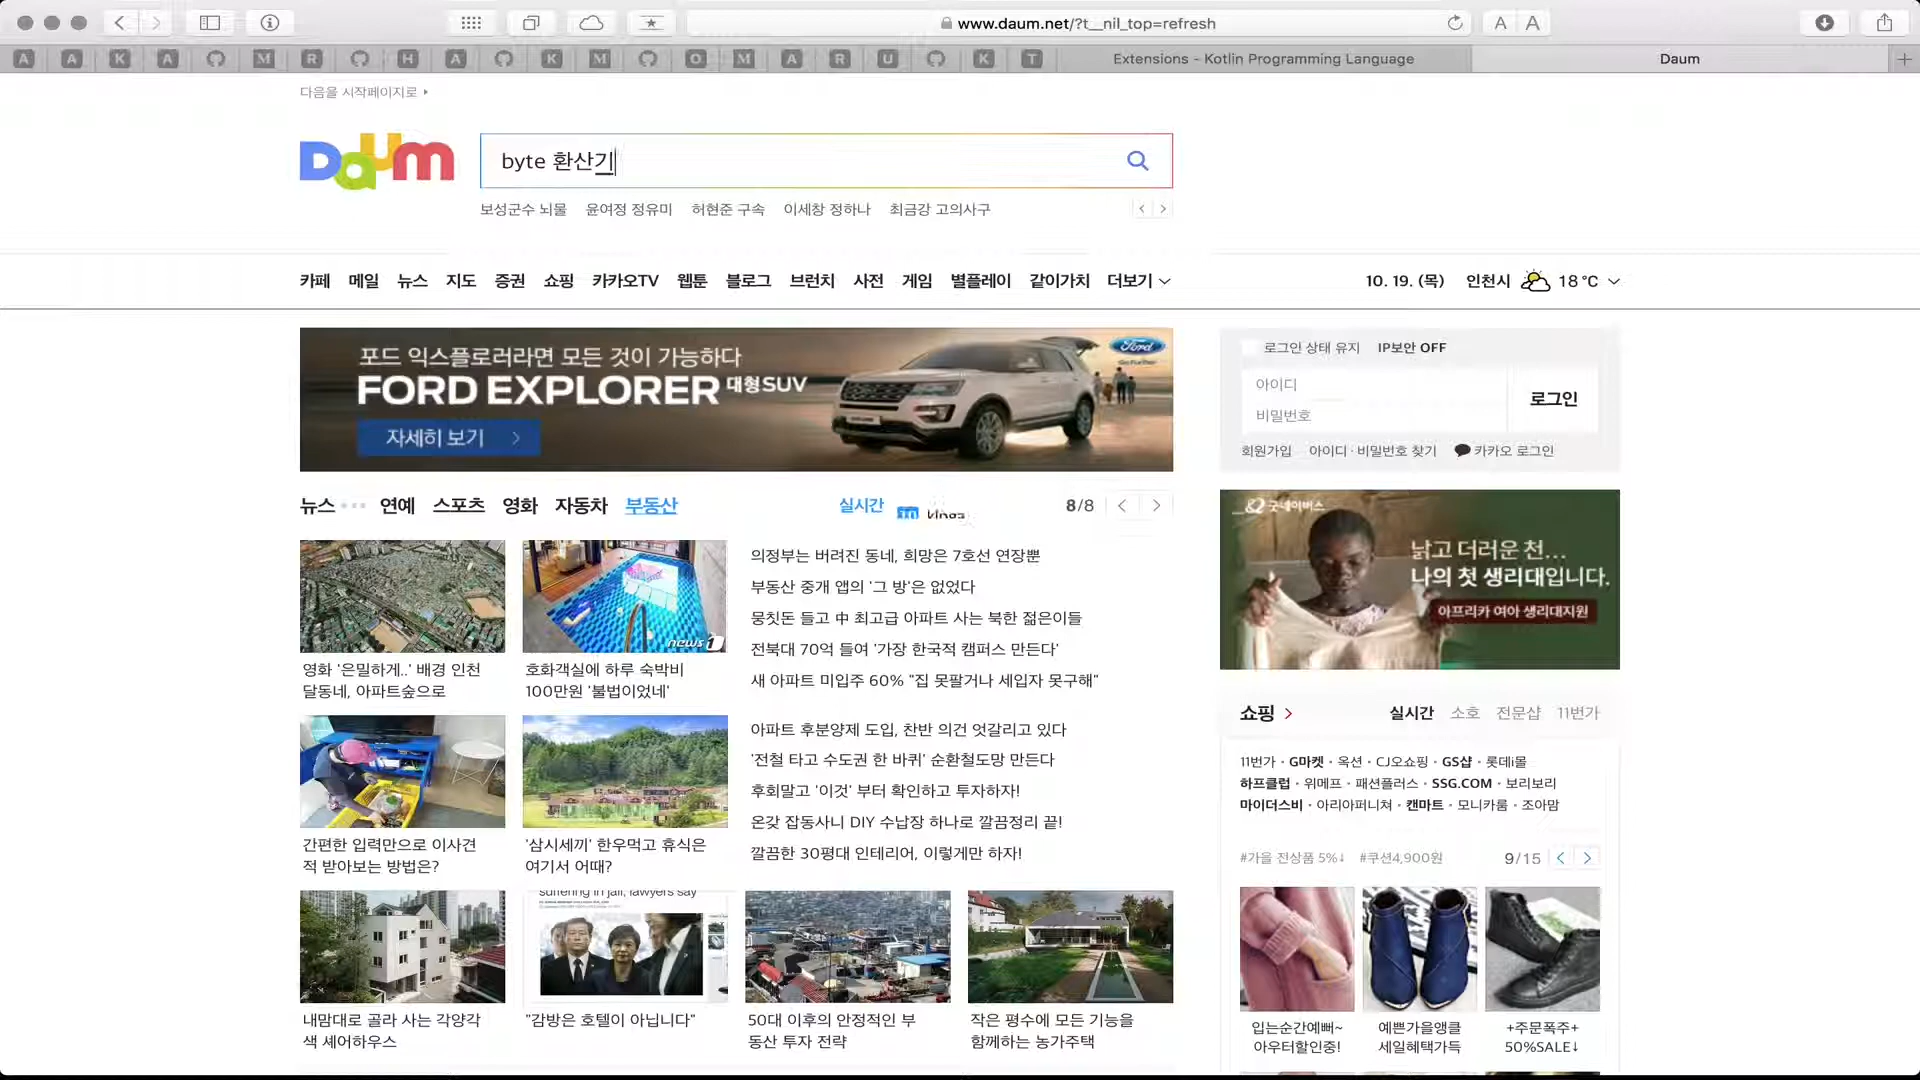 www.daum.net/?t__nil_top=refresh
A A
A A K A M R H A K M O M A R U K T
Extensions - Kotlin Programming Language
Daum
다음을 시작페이지로
Daum
byte 환산기
보성군수 뇌물 윤여정 정유미 허현준 구속 이세창 정하나 최금강 고의사구
카페 메일 뉴스 지도 증권 쇼핑 카카오TV 웹툰 블로그 브런치 사전 게임 별플레이 같이가치 더보기
10. 19. (목) 인천시 18 °C
포드 익스플로러라면 모든 것이 가능하다
FORD EXPLORER 대형SUV
자세히 보기
Ford
Go Further
로그인 상태 유지 IP보안 OFF
아이디
비밀번호
로그인
회원가입 아이디 · 비밀번호 찾기 카카오 로그인
뉴스 연예 스포츠 영화 자동차 부동산
실시간
8/8
news1
영화 '은밀하게..' 배경 인천
달동네, 아파트숲으로
호화객실에 하루 숙박비
100만원 '불법이었네'
의정부는 버려진 동네, 희망은 7호선 연장뿐
부동산 중개 앱의 '그 방'은 없었다
뭉칫돈 들고 中 최고급 아파트 사는 북한 젊은이들
전북대 70억 들여 '가장 한국적 캠퍼스 만든다'
새 아파트 미입주 60% "집 못팔거나 세입자 못구해"
아파트 후분양제 도입, 찬반 의견 엇갈리고 있다
'전철 타고 수도권 한 바퀴' 순환철도망 만든다
후회말고 '이것' 부터 확인하고 투자하자!
온갖 잡동사니 DIY 수납장 하나로 깔끔정리 끝!
깔끔한 30평대 인테리어, 이렇게만 하자!
간편한 입력만으로 이사견
적 받아보는 방법은?
'삼시세끼' 한우먹고 휴식은
여기서 어때?
suffering in jail, lawyers say
내맘대로 골라 사는 각양각
색 셰어하우스
"감방은 호텔이 아닙니다"
50대 이후의 안정적인 부
동산 투자 전략
작은 평수에 모든 기능을
함께하는 농가주택
굿네이버스
낡고 더러운 천...
나의 첫 생리대입니다.
아프리카 여아 생리대지원
쇼핑
실시간 소호 전문샵 11번가
11번가 · G마켓 · 옥션 · CJ오쇼핑 · GS샵 · 롯데i몰
하프클럽 · 위메프 · 패션플러스 · SSG.COM · 보리보리
마이더스비 · 아리아퍼니쳐 · 캔마트 · 모니카룸 · 조아맘
#가을 전상품 5%↓ #쿠션4,900원
9/15
입는순간예뻐~
아우터할인중!
예쁜가을앵클
세일혜택가득
+주문폭주+
50%SALE↓